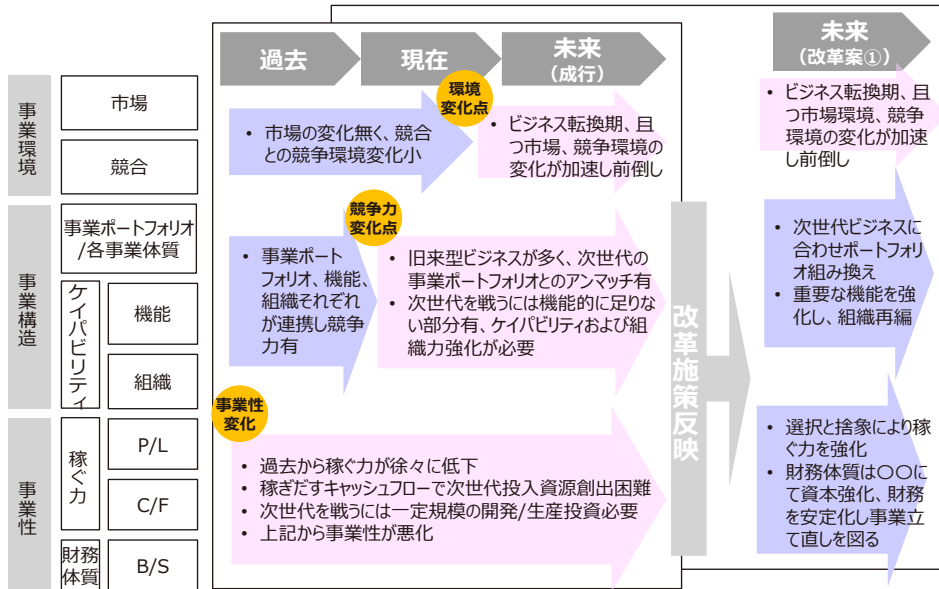 過去
現在
未来
（成行）
未来
（改革案①）
事業環境
市場
競合
環境
変化点
• 市場の変化無く、競合
との競争環境変化小
• ビジネス転換期、且
つ市場、競争環境の
変化が加速し前倒し
• ビジネス転換期、且
つ市場環境、競争
環境の変化が加速
し前倒し
事業構造
事業ポートフォリオ
/各事業体質
ケイパビリティ
機能
組織
競争力
変化点
• 事業ポート
フォリオ、機能、
組織それぞれ
が連携し競争
力有
• 旧来型ビジネスが多く、次世代の
事業ポートフォリオとのアンマッチ有
• 次世代を戦うには機能的に足りな
い部分有、ケイパビリティおよび組
織力強化が必要
改革施策反映
• 次世代ビジネスに
合わせポートフォリ
オ組み換え
• 重要な機能を強
化し、組織再編
事業性
稼ぐ力
P/L
C/F
財務
体質
B/S
事業性
変化
• 過去から稼ぐ力が徐々に低下
• 稼ぎだすキャッシュフローで次世代投入資源創出困難
• 次世代を戦うには一定規模の開発/生産投資必要
• 上記から事業性が悪化
• 選択と捨象により稼
ぐ力を強化
• 財務体質は〇〇に
て資本強化、財務
を安定化し事業立
て直しを図る